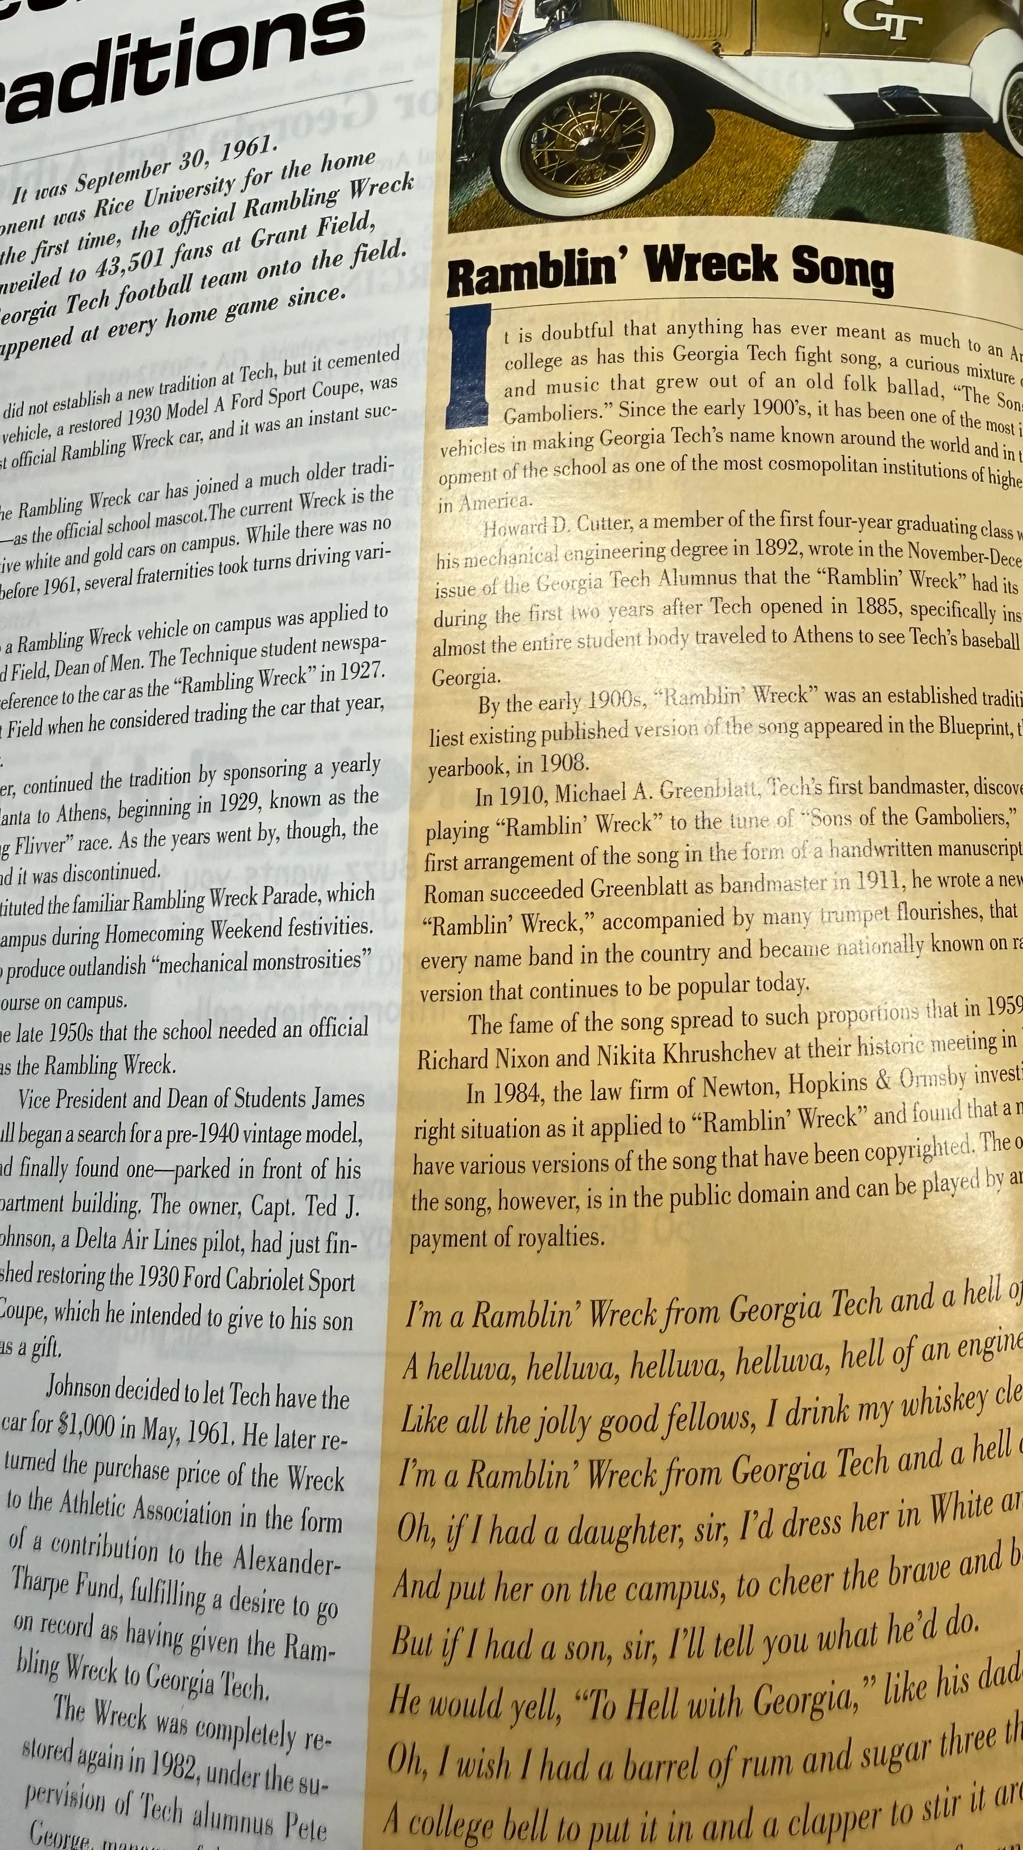 raditions
It was September 30, 1961.
onent was Rice University for the home
the first time, the official Rambling Wreck
nveiled to 43,501 fans at Grant Field,
eorgia Tech football team onto the field.
appened at every home game since.
did not establish a new tradition at Tech, but it cemented
vehicle, a restored 1930 Model A Ford Sport Coupe, was
st official Rambling Wreck car, and it was an instant suc-
he Rambling Wreck car has joined a much older tradi-
—as the official school mascot.The current Wreck is the
tive white and gold cars on campus. While there was no
before 1961, several fraternities took turns driving vari-
o a Rambling Wreck vehicle on campus was applied to
d Field, Dean of Men. The Technique student newspa-
reference to the car as the “Rambling Wreck” in 1927.
t Field when he considered trading the car that year,
er, continued the tradition by sponsoring a yearly
lanta to Athens, beginning in 1929, known as the
g Flivver” race. As the years went by, though, the
nd it was discontinued.
tituted the familiar Rambling Wreck Parade, which
ampus during Homecoming Weekend festivities.
o produce outlandish “mechanical monstrosities”
ourse on campus.
he late 1950s that the school needed an official
as the Rambling Wreck.
Vice President and Dean of Students James
ull began a search for a pre-1940 vintage model,
nd finally found one—parked in front of his
partment building. The owner, Capt. Ted J.
ohnson, a Delta Air Lines pilot, had just fin-
shed restoring the 1930 Ford Cabriolet Sport
Coupe, which he intended to give to his son
as a gift.
Johnson decided to let Tech have the
car for $1,000 in May, 1961. He later re-
turned the purchase price of the Wreck
to the Athletic Association in the form
of a contribution to the Alexander-
Tharpe Fund, fulfilling a desire to go
on record as having given the Ram-
bling Wreck to Georgia Tech.
The Wreck was completely re-
stored again in 1982, under the su-
pervision of Tech alumnus Pete
George,
GT
Ramblin’ Wreck Song
It is doubtful that anything has ever meant as much to an
college as has this Georgia Tech fight song, a curious mixture
and music that grew out of an old folk ballad, “The Son
Gamboliers.” Since the early 1900’s, it has been one of the most i
vehicles in making Georgia Tech’s name known around the world and in t
opment of the school as one of the most cosmopolitan institutions of highe
in America.
Howard D. Cutter, a member of the first four-year graduating class w
his mechanical engineering degree in 1892, wrote in the November-Dece
issue of the Georgia Tech Alumnus that the “Ramblin’ Wreck” had its
during the first two years after Tech opened in 1885, specifically ins
almost the entire student body traveled to Athens to see Tech’s baseball
Georgia.
By the early 1900s, “Ramblin’ Wreck” was an established traditi
liest existing published version of the song appeared in the Blueprint, t
yearbook, in 1908.
In 1910, Michael A. Greenblatt, Tech’s first bandmaster, discove
playing “Ramblin’ Wreck” to the tune of “Sons of the Gamboliers,”
first arrangement of the song in the form of a handwritten manuscript
Roman succeeded Greenblatt as bandmaster in 1911, he wrote a new
“Ramblin’ Wreck,” accompanied by many trumpet flourishes, that
every name band in the country and became nationally known on ra
version that continues to be popular today.
The fame of the song spread to such proportions that in 1959
Richard Nixon and Nikita Khrushchev at their historic meeting in
In 1984, the law firm of Newton, Hopkins & Ormsby investi
right situation as it applied to “Ramblin’ Wreck” and found that a n
have various versions of the song that have been copyrighted. The o
the song, however, is in the public domain and can be played by an
payment of royalties.
I’m a Ramblin’ Wreck from Georgia Tech and a hell of
A helluva, helluva, helluva, helluva, hell of an engine
Like all the jolly good fellows, I drink my whiskey cle
I’m a Ramblin’ Wreck from Georgia Tech and a hell o
Oh, if I had a daughter, sir, I’d dress her in White an
And put her on the campus, to cheer the brave and b
But if I had a son, sir, I’ll tell you what he’d do.
He would yell, “To Hell with Georgia,” like his dad
Oh, I wish I had a barrel of rum and sugar three th
A college bell to put it in and a clapper to stir it aro